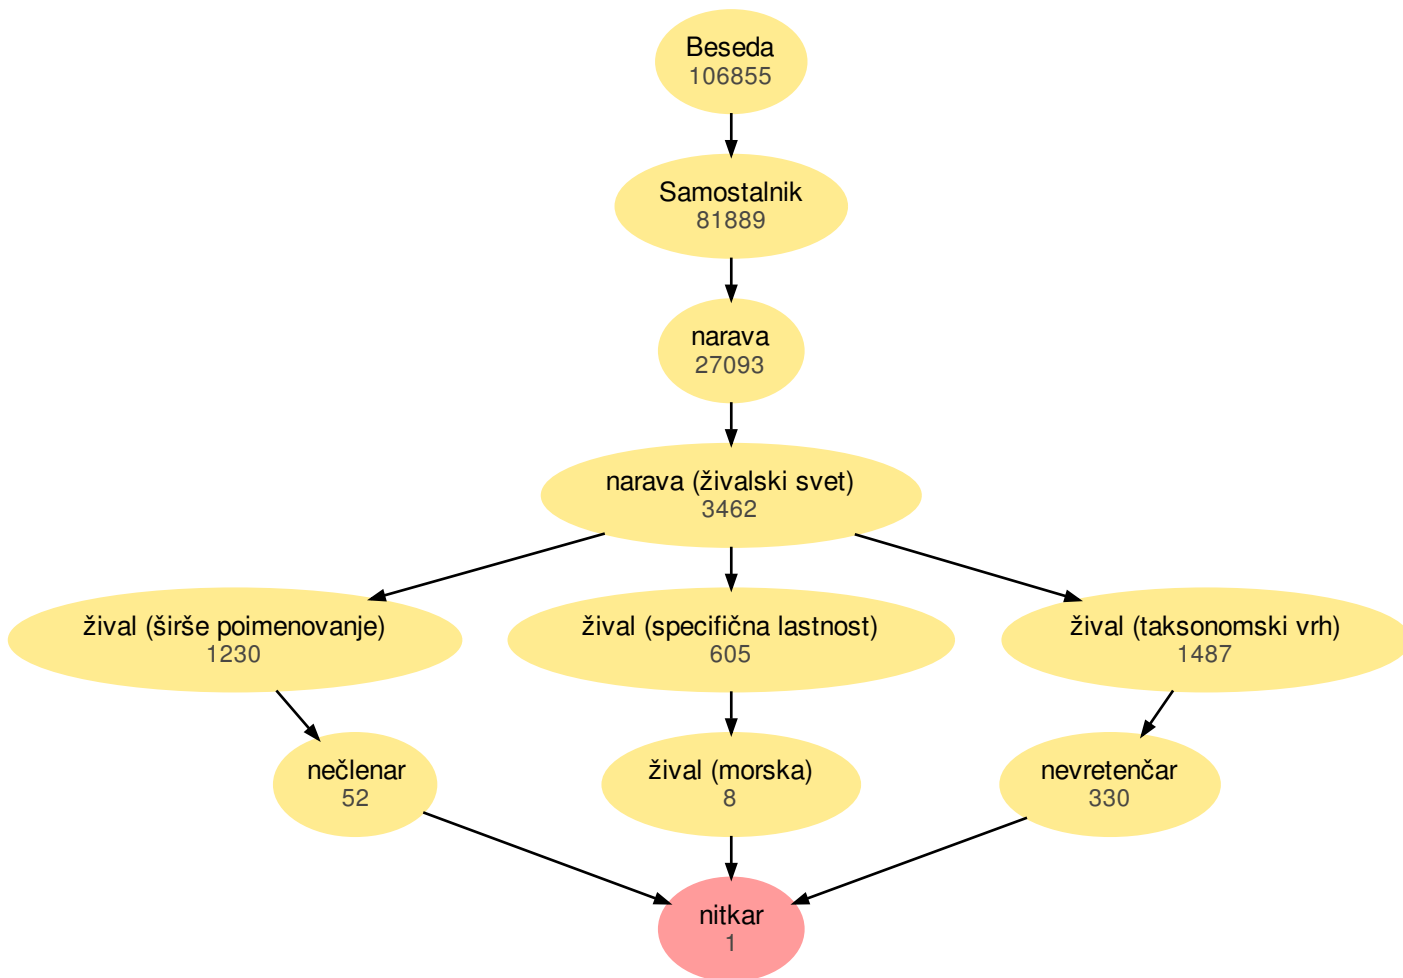 Beseda
106855
Samostalnik
81889
narava
27093
narava (živalski svet)
3462
žival (širše poimenovanje)
1230
žival (specifična lastnost)
605
žival (taksonomski vrh)
1487
nečlenar
52
žival (morska)
8
nevretenčar
330
nitkar
1